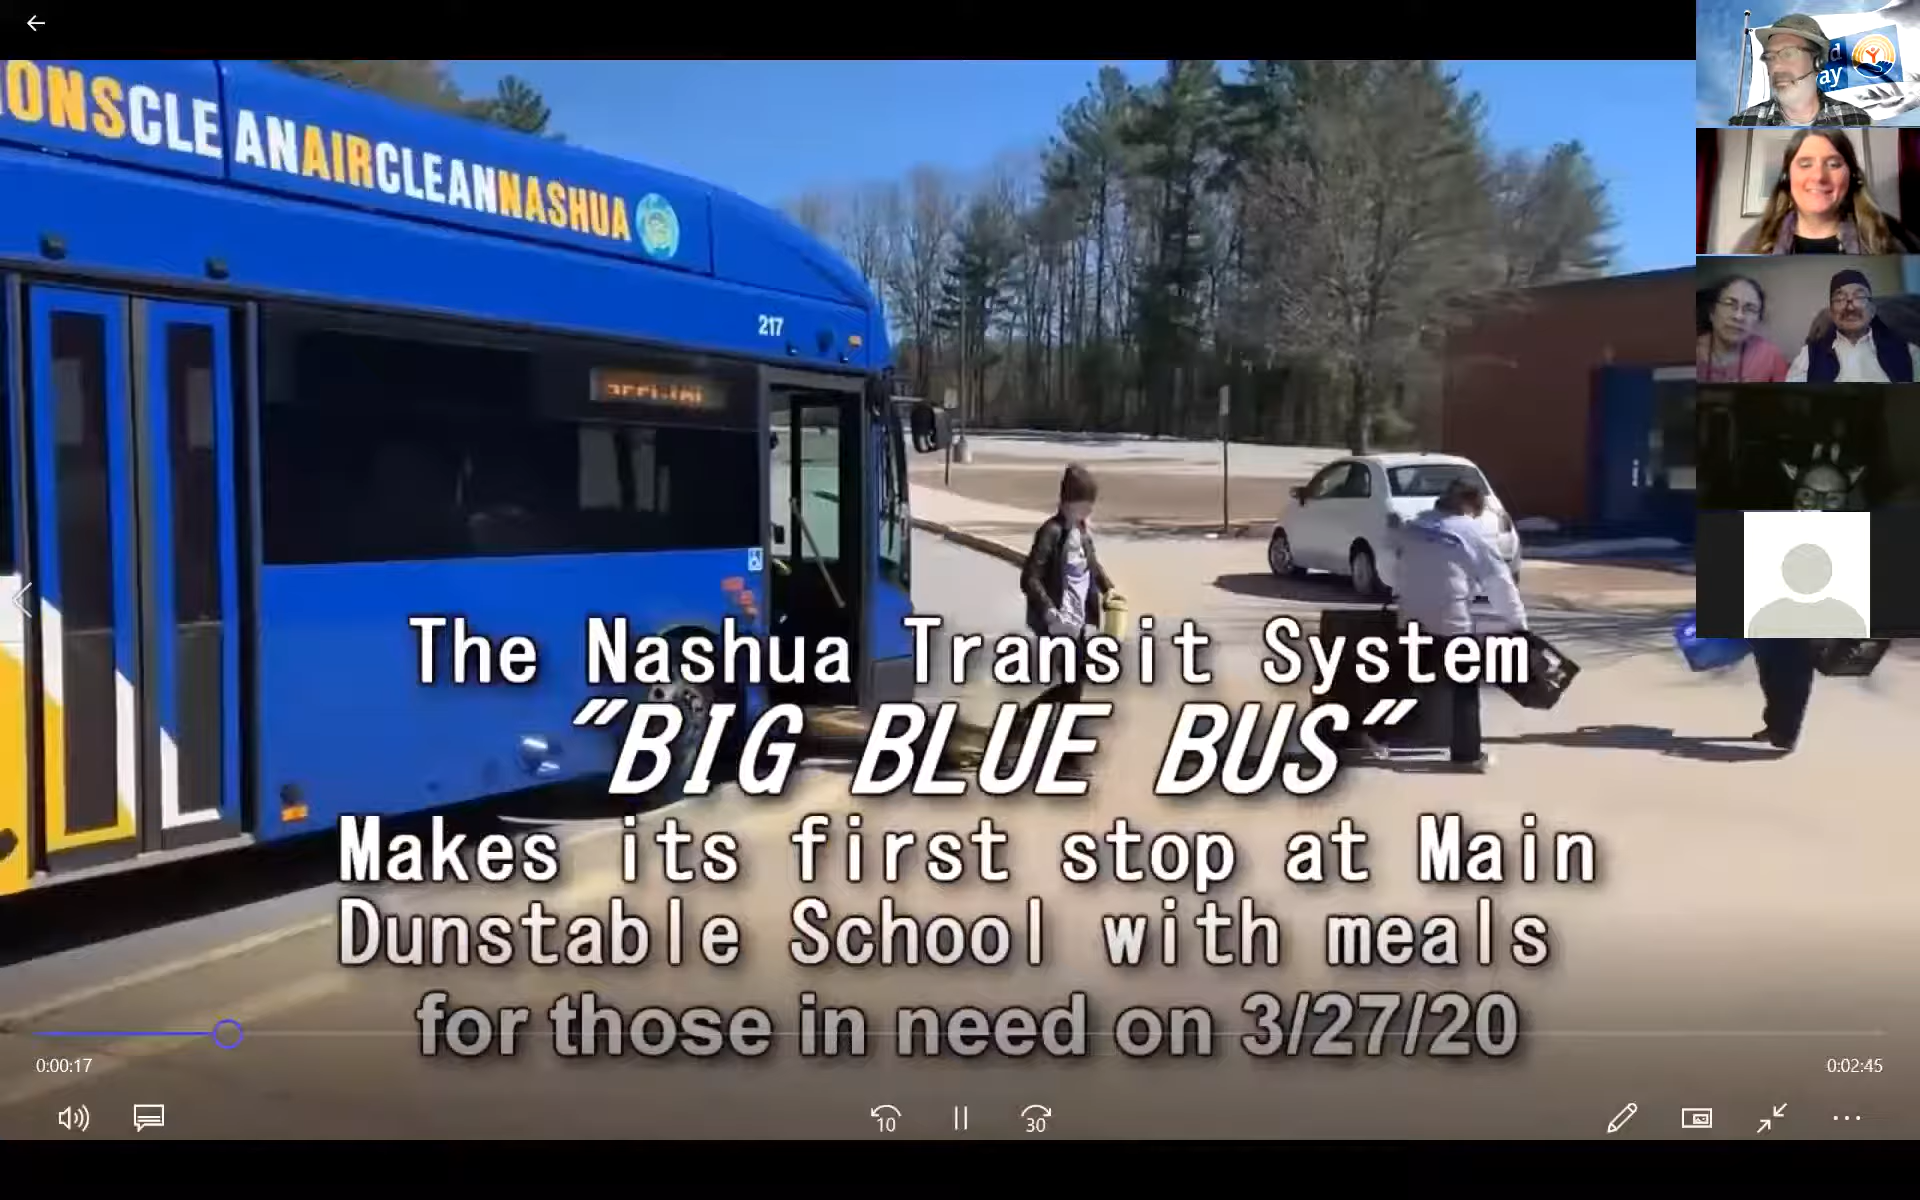 ONSCLEANAIRCLEANNASHUA
217
The Nashua Transit System
"BIG BLUE BUS"
Makes its first stop at Main
Dunstable School with meals
for those in need on 3/27/20
0:00:17
0:02:45
10
30